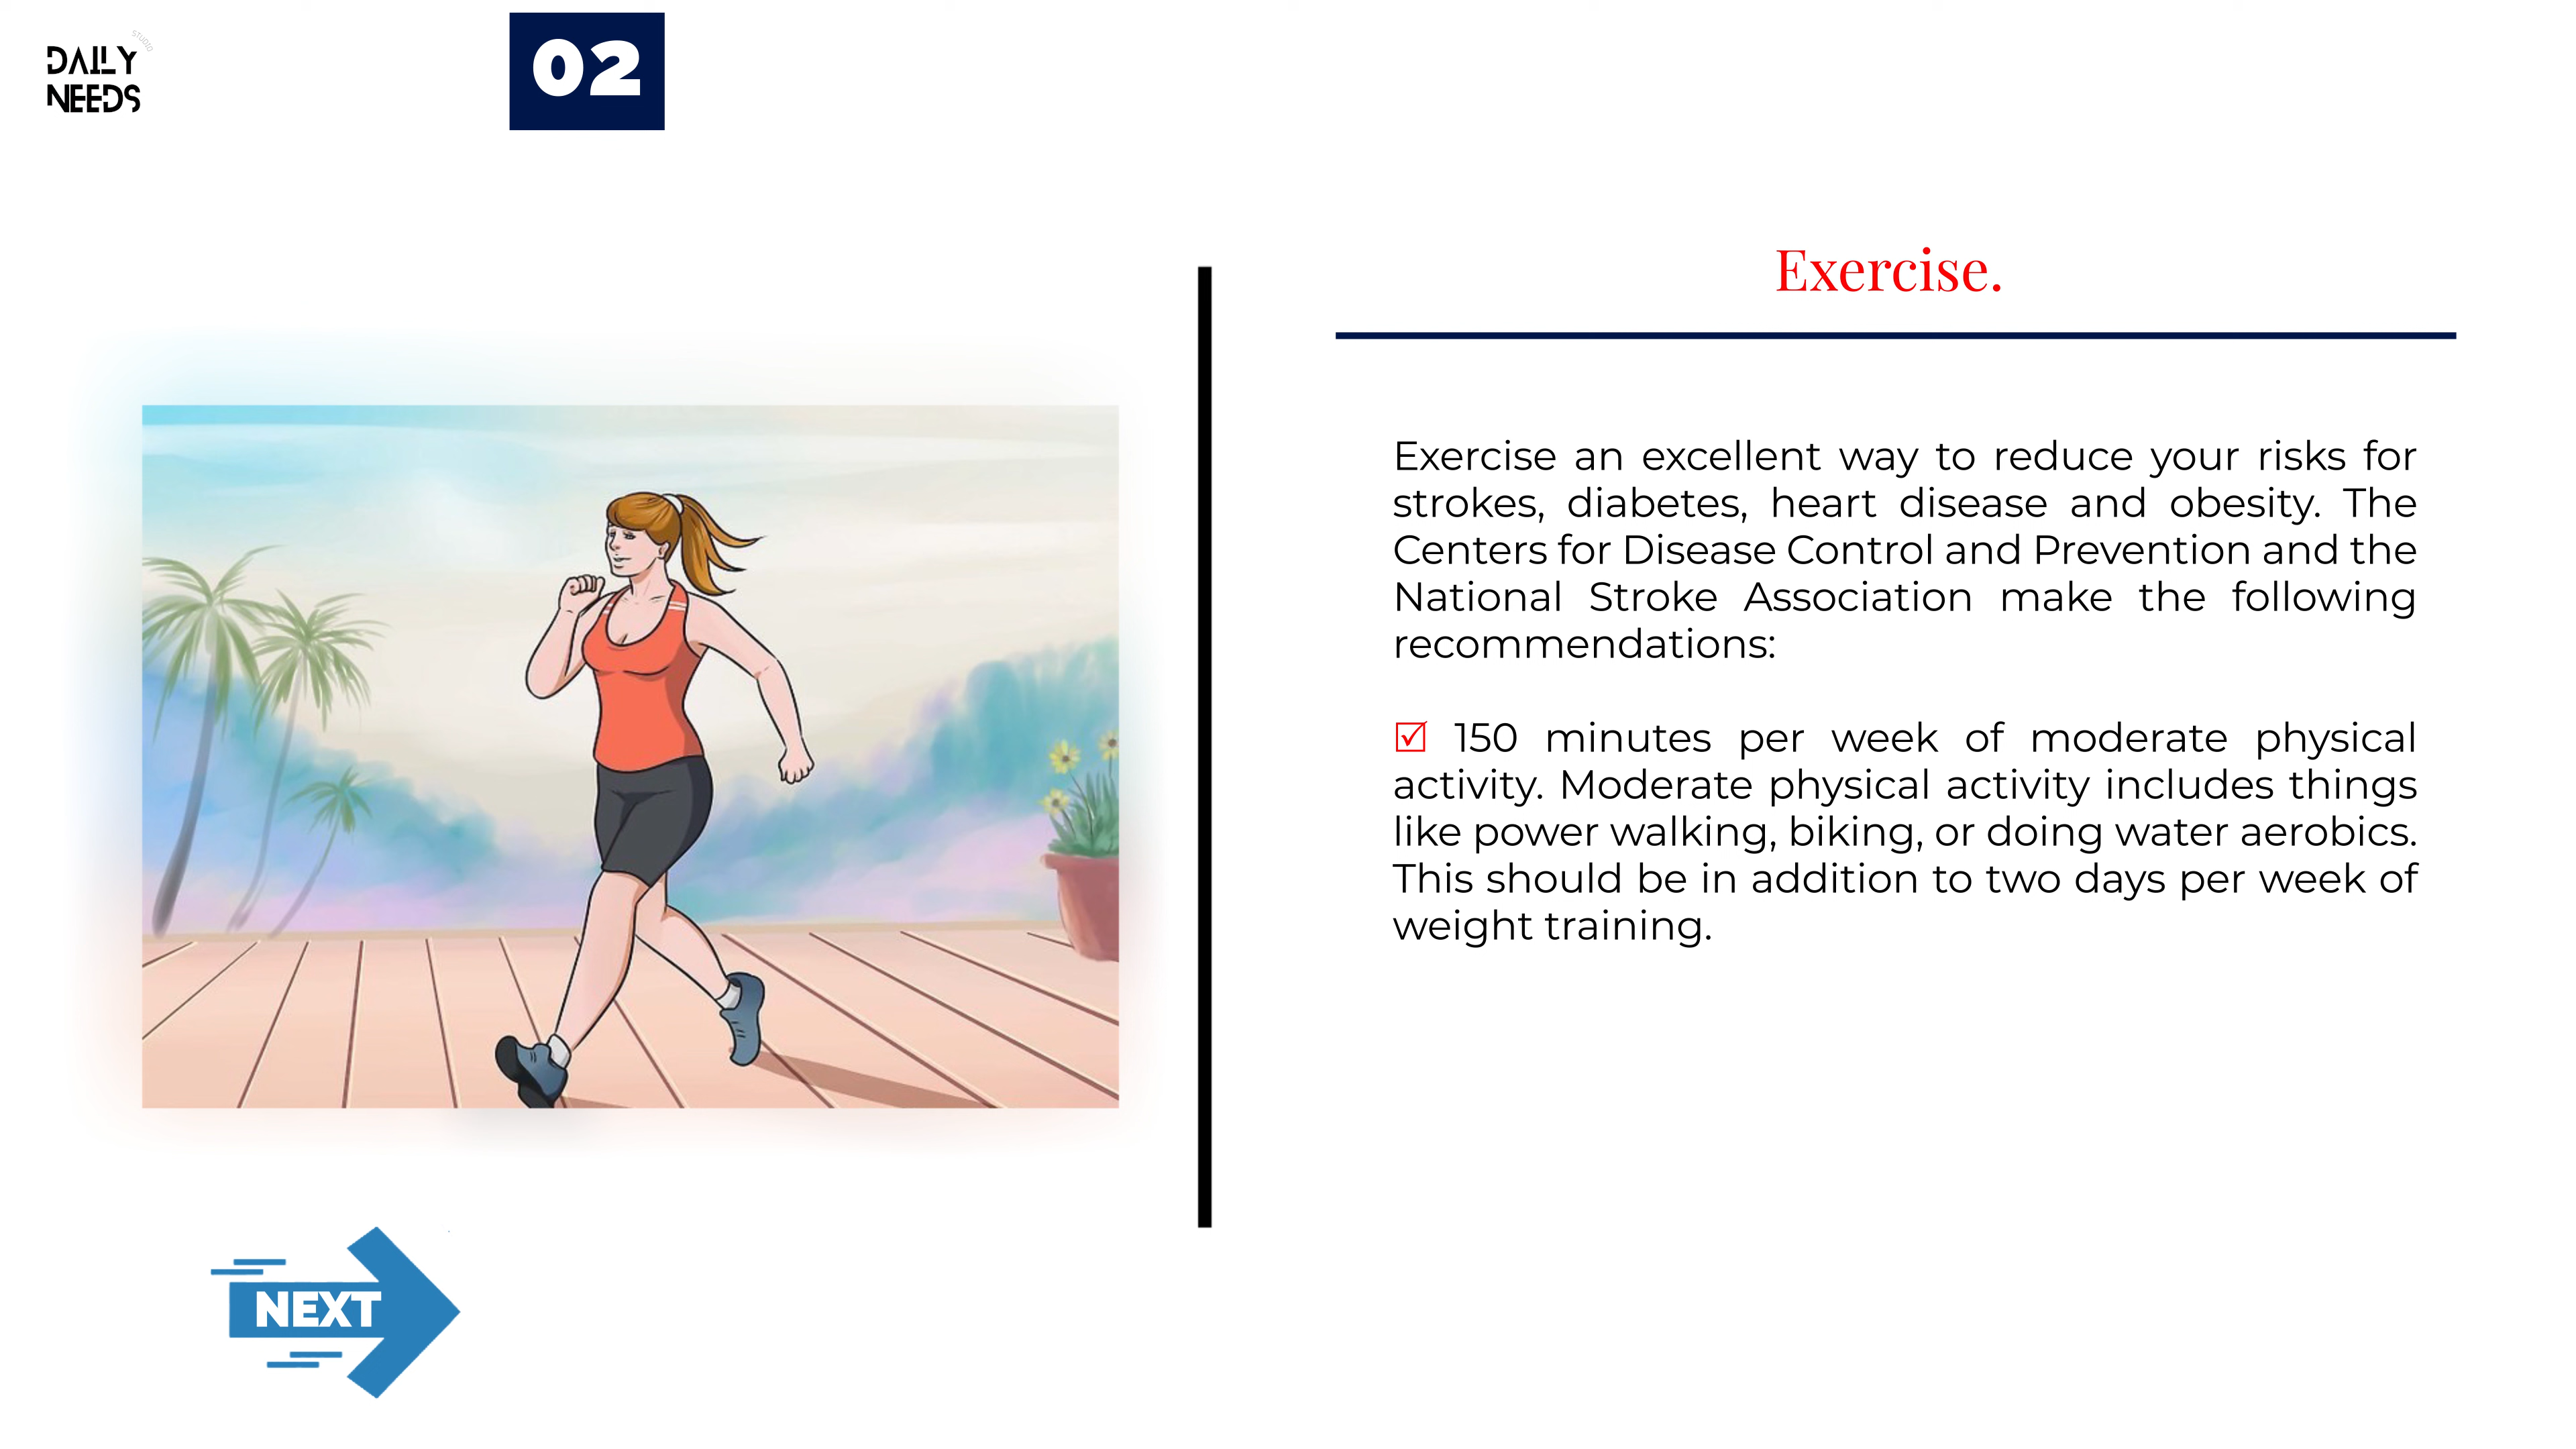 STUDIO
DAILY
NEEDS
02
Exercise.
Exercise an excellent way to reduce your risks for
strokes, diabetes, heart disease and obesity. The
Centers for Disease Control and Prevention and the
National Stroke Association make the following
recommendations:
☑ 150 minutes per week of moderate physical
activity. Moderate physical activity includes things
like power walking, biking, or doing water aerobics.
This should be in addition to two days per week of
weight training.
NEXT